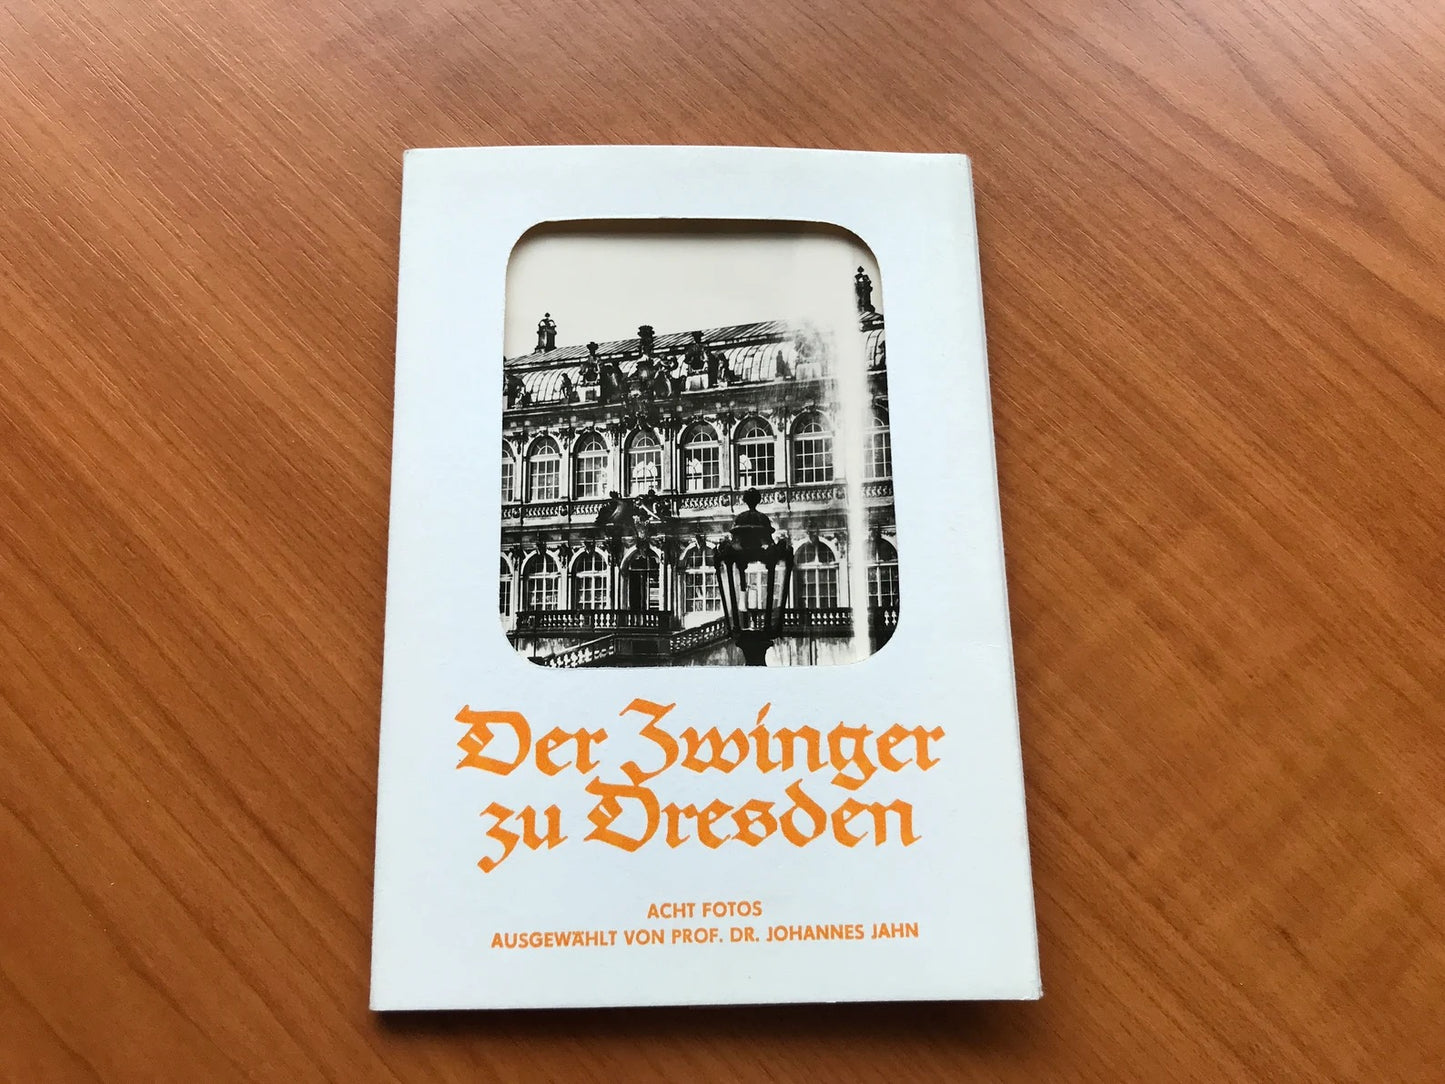 Der Zwinger
zu Dresden
ACHT FOTOS
AUSGEWÄHLT VON PROF. DR. JOHANNES JAHN